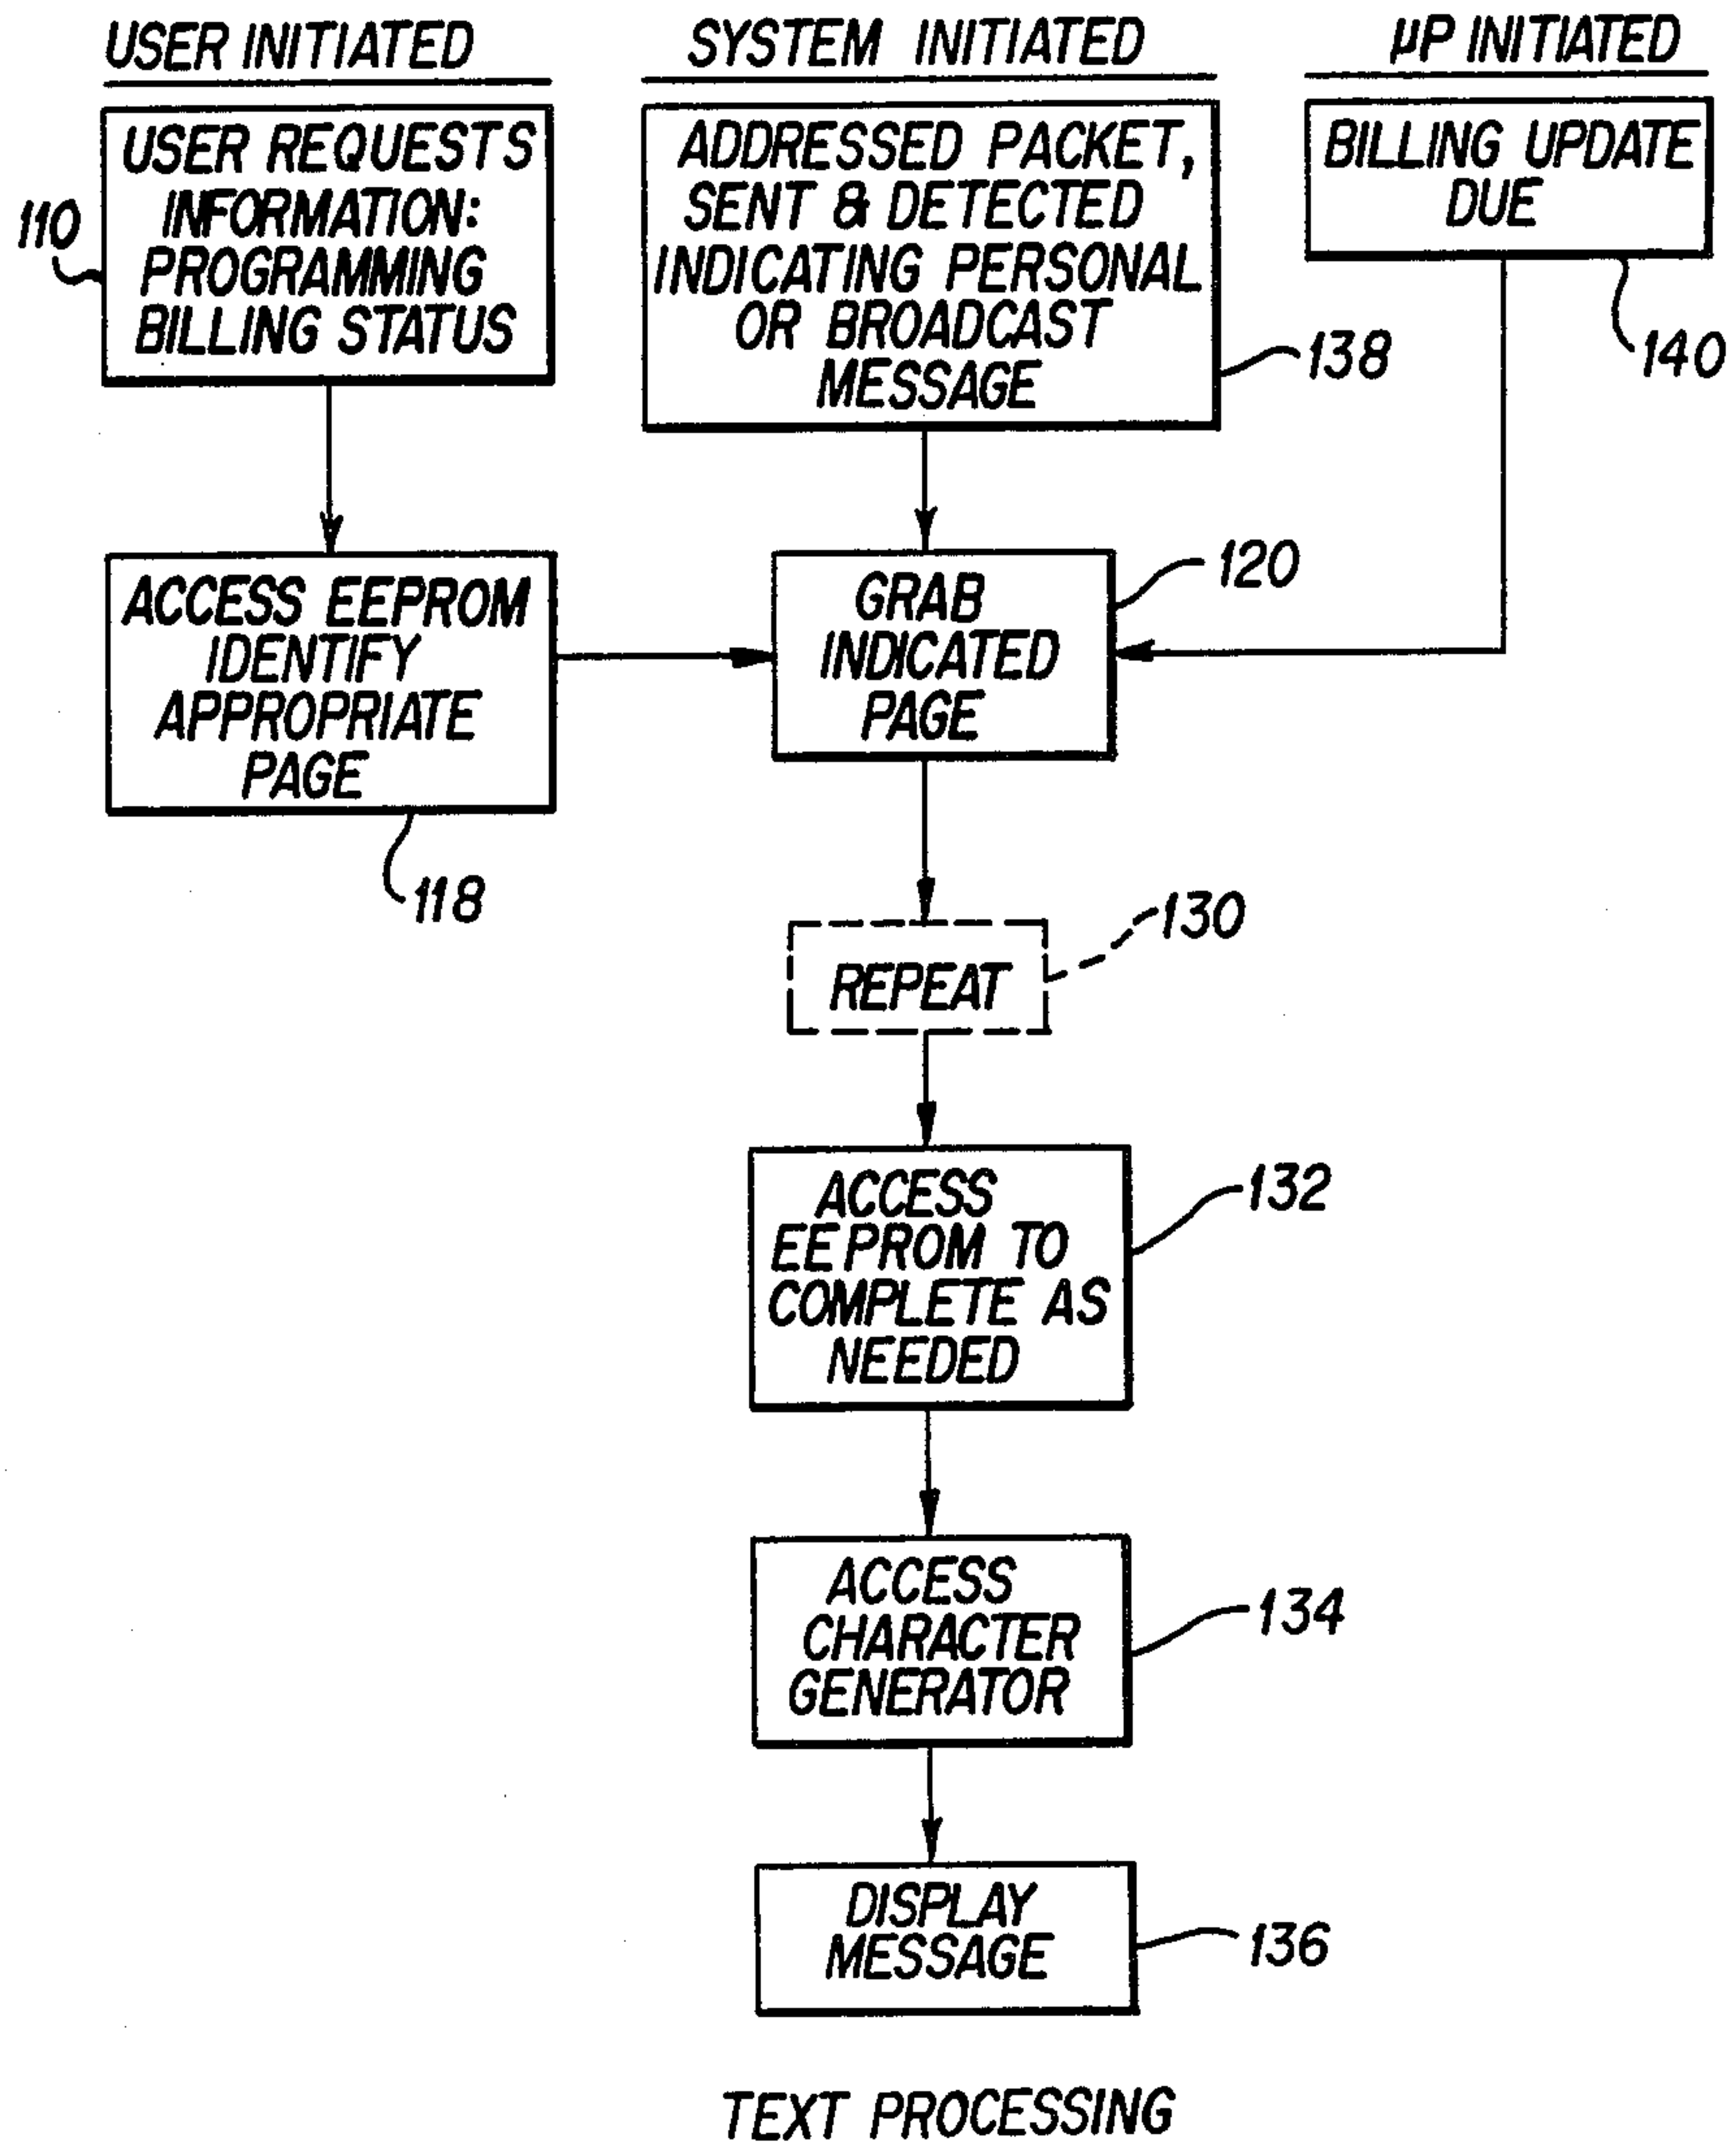 USER INITIATED
SYSTEM INITIATED
µP INITIATED
USER REQUESTS
INFORMATION:
PROGRAMMING
BILLING STATUS
110
ADDRESSED PACKET,
SENT & DETECTED
INDICATING PERSONAL
OR BROADCAST
MESSAGE
138
BILLING UPDATE
DUE
140
ACCESS EEPROM
IDENTIFY
APPROPRIATE
PAGE
118
GRAB
INDICATED
PAGE
120
REPEAT
130
ACCESS
EEPROM TO
COMPLETE AS
NEEDED
132
ACCESS
CHARACTER
GENERATOR
134
DISPLAY
MESSAGE
136
TEXT PROCESSING